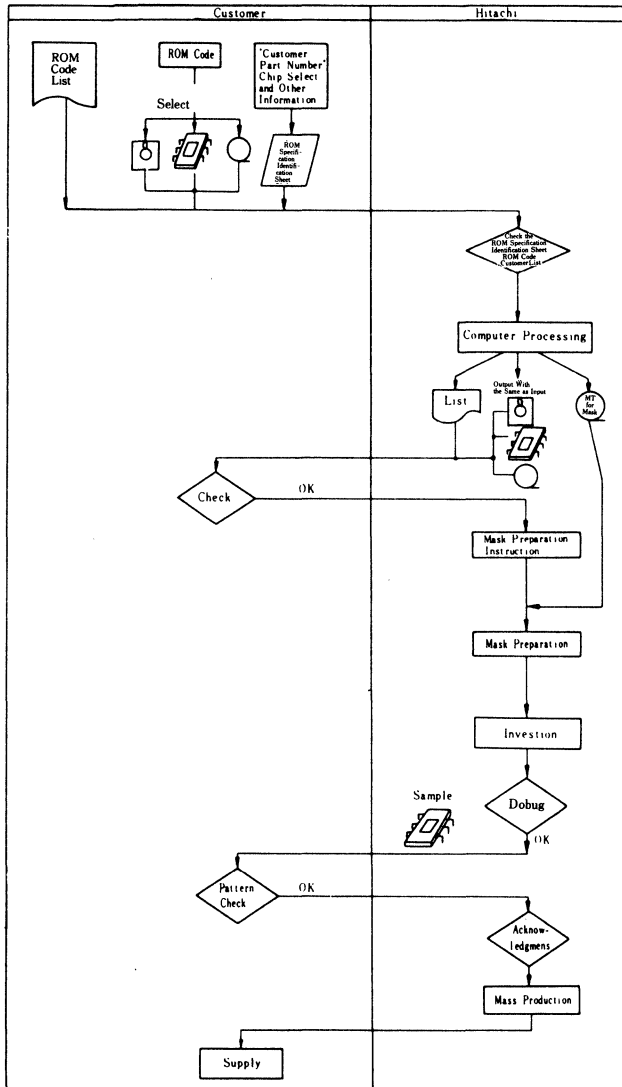 Customer
Hitachi
ROM
Code
List
ROM Code
"Customer
Part Number"
Chip Select
and Other
Information
Select
ROM
Specifi-
cation
Identifi-
cation
Sheet
Check the
ROM Specification
Identification Sheet
ROM Code
CustomerList
Computer Processing
List
Output With
the Same as Input
MT
for
Mask
Check
OK
Mask Preparation
Instruction
Mask Preparation
Investion
Sample
Dobug
OK
Pattern
Check
OK
Acknow-
ledgmens
Mass Production
Supply